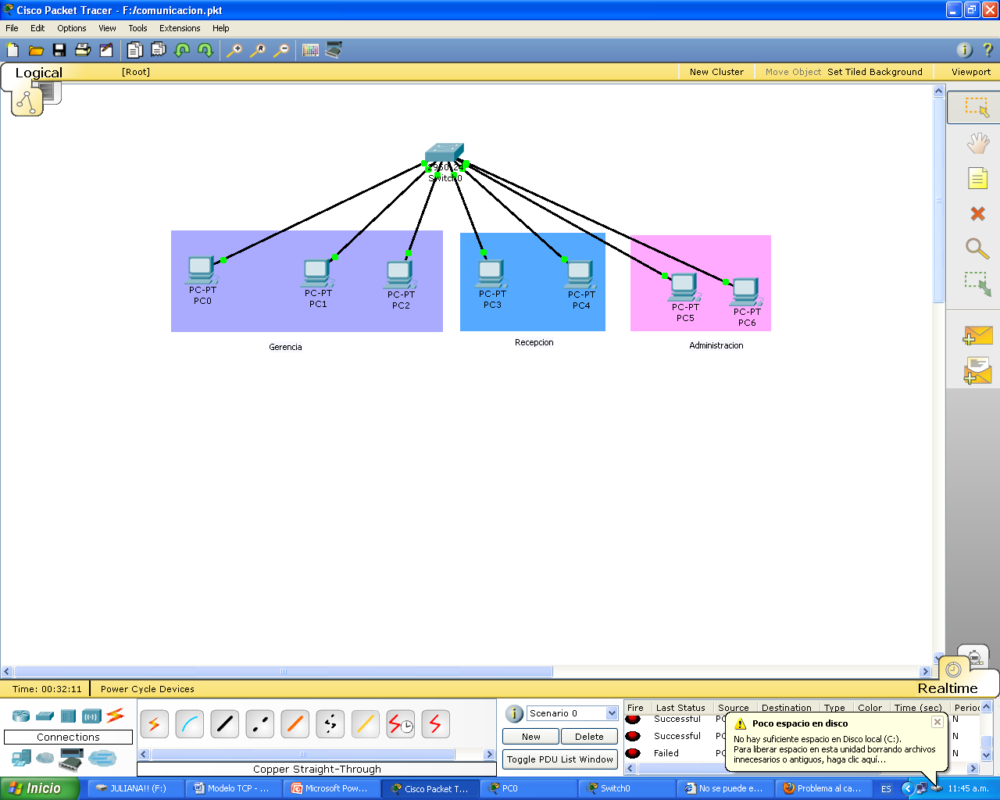 Cisco Packet Tracer - F:/comunicacion.pkt
File Edit Options View Tools Extensions Help
Logical [Root] New Cluster Move Object Set Tiled Background Viewport
2950-24
Switch0
PC-PT
PC0
PC-PT
PC1
PC-PT
PC2
PC-PT
PC3
PC-PT
PC4
PC-PT
PC5
PC-PT
PC6
Gerencia
Recepcion
Administracion
Time: 00:32:11 Power Cycle Devices
Realtime
Connections
Copper Straight-Through
Scenario 0
New Delete
Toggle PDU List Window
Fire Last Status Source Destination Type Color Time (sec) Period
Successful PC N
Successful PC N
Failed PC N
Poco espacio en disco
No hay suficiente espacio en Disco local (C:).
Para liberar espacio en esta unidad borrando archivos
innecesarios o antiguos, haga clic aquí...
Inicio JULIANA!! (F:) Modelo TCP - ... Microsoft Pow... Cisco Packet T... PC0 Switch0 No se puede e... Problema al ca... ES 11:45 a.m.